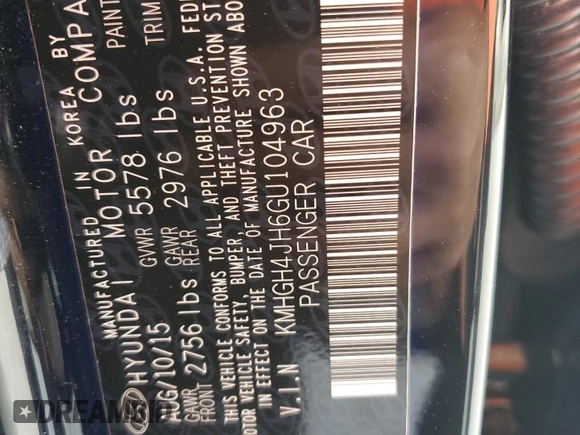 MANUFACTURED IN KOREA BY
HYUNDAI MOTOR COMPA
AUG/10/15 GVWR 5578 lbs PAINT
GAWR FRONT 2756 lbs GAWR REAR 2976 lbs TRIM
THIS VEHICLE CONFORMS TO ALL APPLICABLE U.S.A. FED
MOTOR VEHICLE SAFETY, BUMPER AND THEFT PREVENTION ST
IN EFFECT ON THE DATE OF MANUFACTURE SHOWN ABO
V.I.N KMHGH4JH6GU104963
PASSENGER CAR
DREAMBID